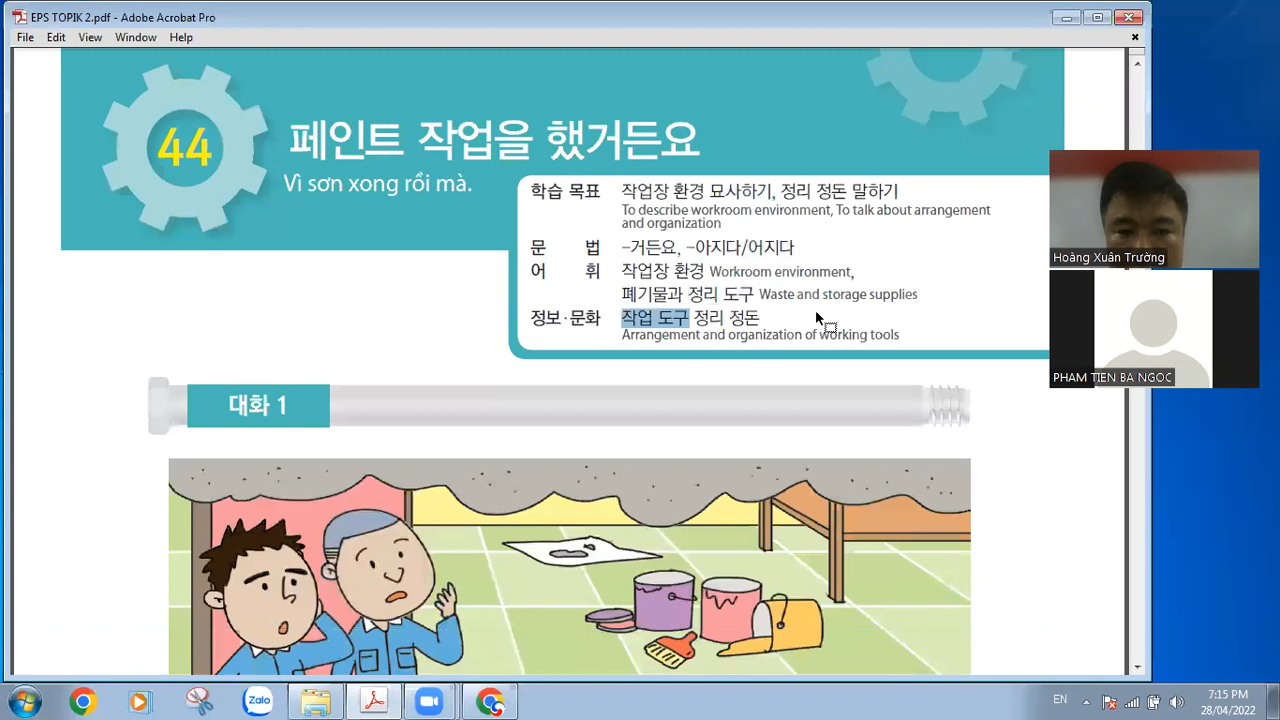 EPS TOPIK 2.pdf - Adobe Acrobat Pro
File Edit View Window Help
44
페인트 작업을 했거든요
Vì sơn xong rồi mà.
학습 목표 작업장 환경 묘사하기, 정리 정돈 말하기
To describe workroom environment, To talk about arrangement
and organization
문 법 –거든요, –아지다/어지다
어 휘 작업장 환경 Workroom environment,
폐기물과 정리 도구 Waste and storage supplies
정보·문화 작업 도구 정리 정돈
Arrangement and organization of working tools
Hoàng Xuân Trường
PHAM TIEN BA NGOC
대화 1
Zalo
EN
7:15 PM
28/04/2022